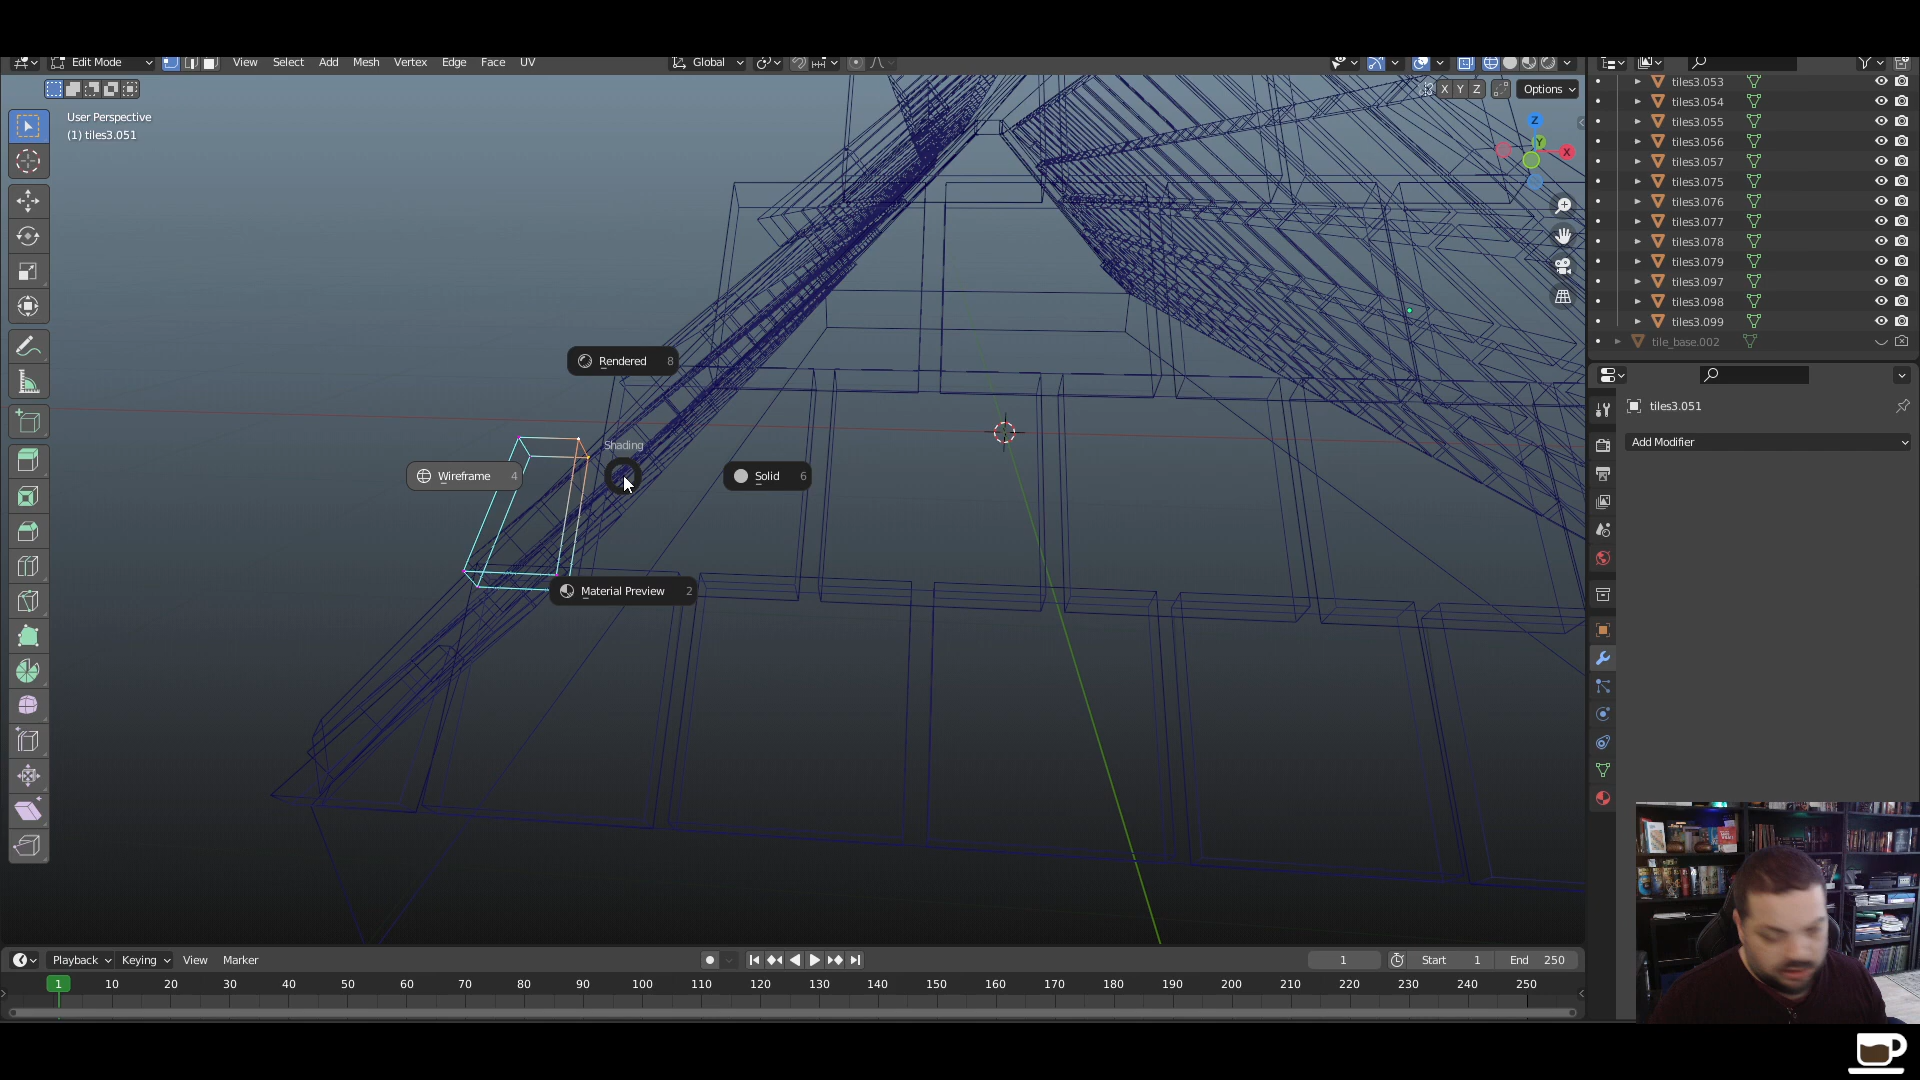 Edit Mode View Select Add Mesh Vertex Edge Face UV Global
X Y Z Options
User Perspective
(1) tiles3.051
Z
Y
X
Rendered 8
Shading
Wireframe 4
Solid 6
Material Preview 2
tiles3.053
tiles3.054
tiles3.055
tiles3.056
tiles3.057
tiles3.075
tiles3.076
tiles3.077
tiles3.078
tiles3.079
tiles3.097
tiles3.098
tiles3.099
tile_base.002
tiles3.051
Add Modifier
Playback Keying View Marker 1 Start 1 End 250
1 10 20 30 40 50 60 70 80 90 100 110 120 130 140 150 160 170 180 190 200 210 220 230 240 250